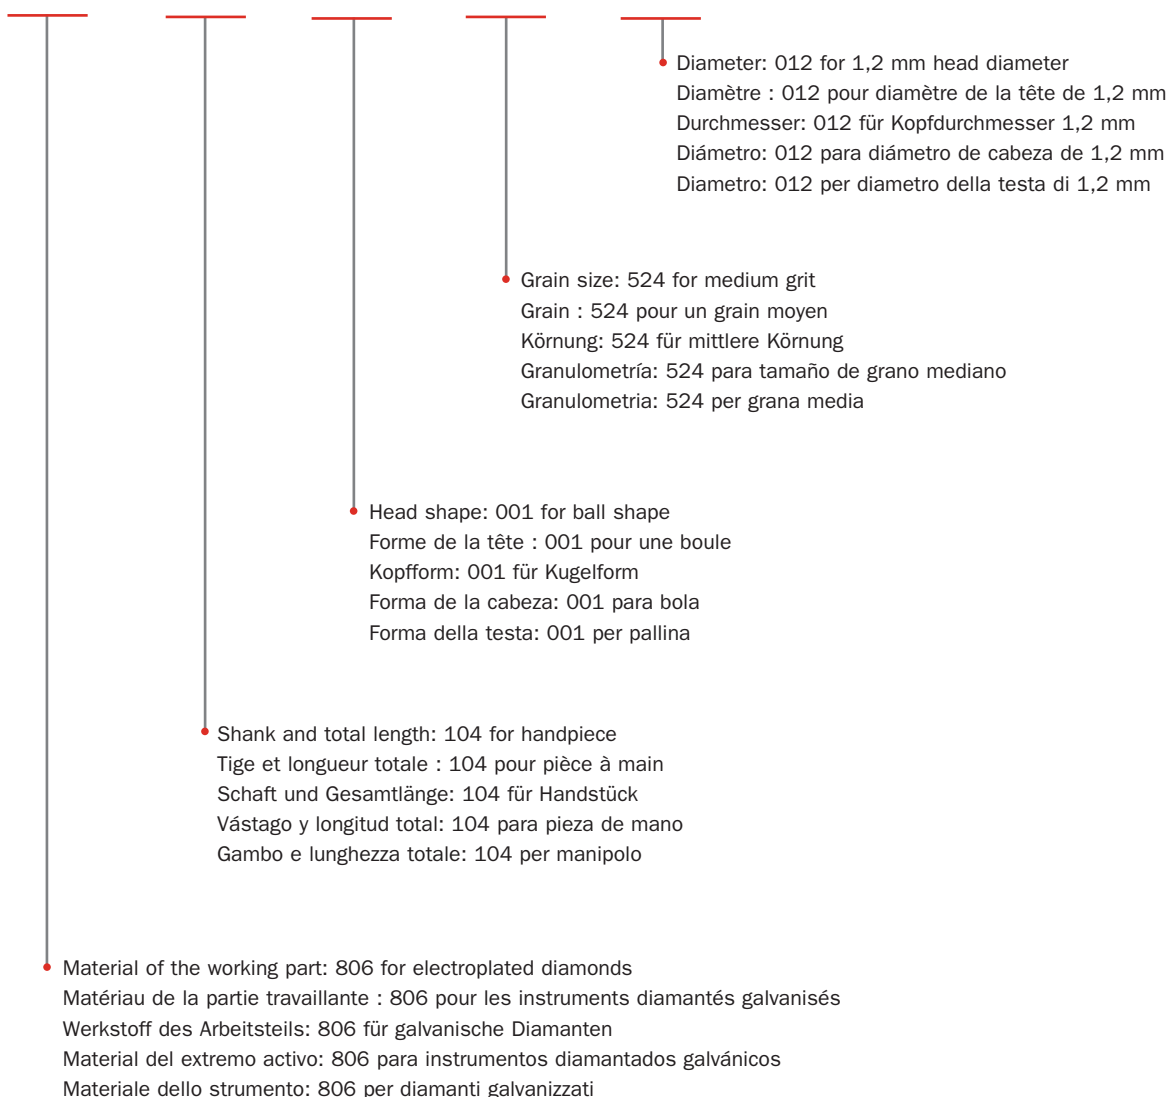 Diameter: 012 for 1,2 mm head diameter
Diamètre : 012 pour diamètre de la tête de 1,2 mm
Durchmesser: 012 für Kopfdurchmesser 1,2 mm
Diámetro: 012 para diámetro de cabeza de 1,2 mm
Diametro: 012 per diametro della testa di 1,2 mm
Grain size: 524 for medium grit
Grain : 524 pour un grain moyen
Körnung: 524 für mittlere Körnung
Granulometría: 524 para tamaño de grano mediano
Granulometria: 524 per grana media
Head shape: 001 for ball shape
Forme de la tête : 001 pour une boule
Kopfform: 001 für Kugelform
Forma de la cabeza: 001 para bola
Forma della testa: 001 per pallina
Shank and total length: 104 for handpiece
Tige et longueur totale : 104 pour pièce à main
Schaft und Gesamtlänge: 104 für Handstück
Vástago y longitud total: 104 para pieza de mano
Gambo e lunghezza totale: 104 per manipolo
Material of the working part: 806 for electroplated diamonds
Matériau de la partie travaillante : 806 pour les instruments diamantés galvanisés
Werkstoff des Arbeitsteils: 806 für galvanische Diamanten
Material del extremo activo: 806 para instrumentos diamantados galvánicos
Materiale dello strumento: 806 per diamanti galvanizzati